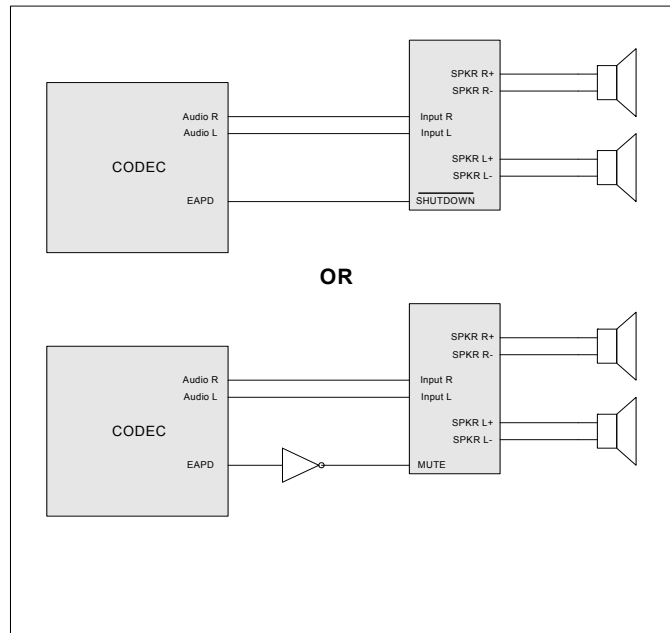 SPKR R+
SPKR R-
Audio R
Input R
Audio L
Input L
CODEC
SPKR L+
SPKR L-
EAPD
SHUTDOWN
OR
SPKR R+
SPKR R-
Audio R
Input R
Audio L
Input L
CODEC
SPKR L+
SPKR L-
EAPD
MUTE